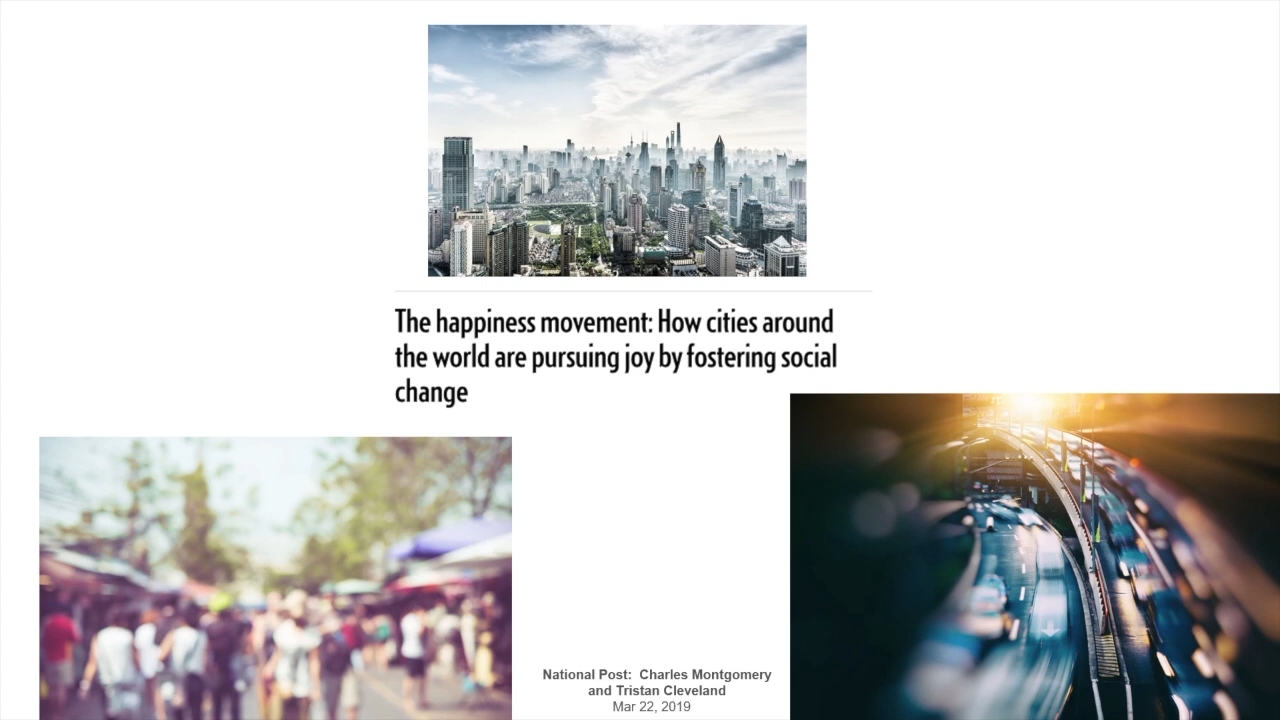 The happiness movement: How cities around
the world are pursuing joy by fostering social
change
National Post:  Charles Montgomery
and Tristan Cleveland
Mar 22, 2019